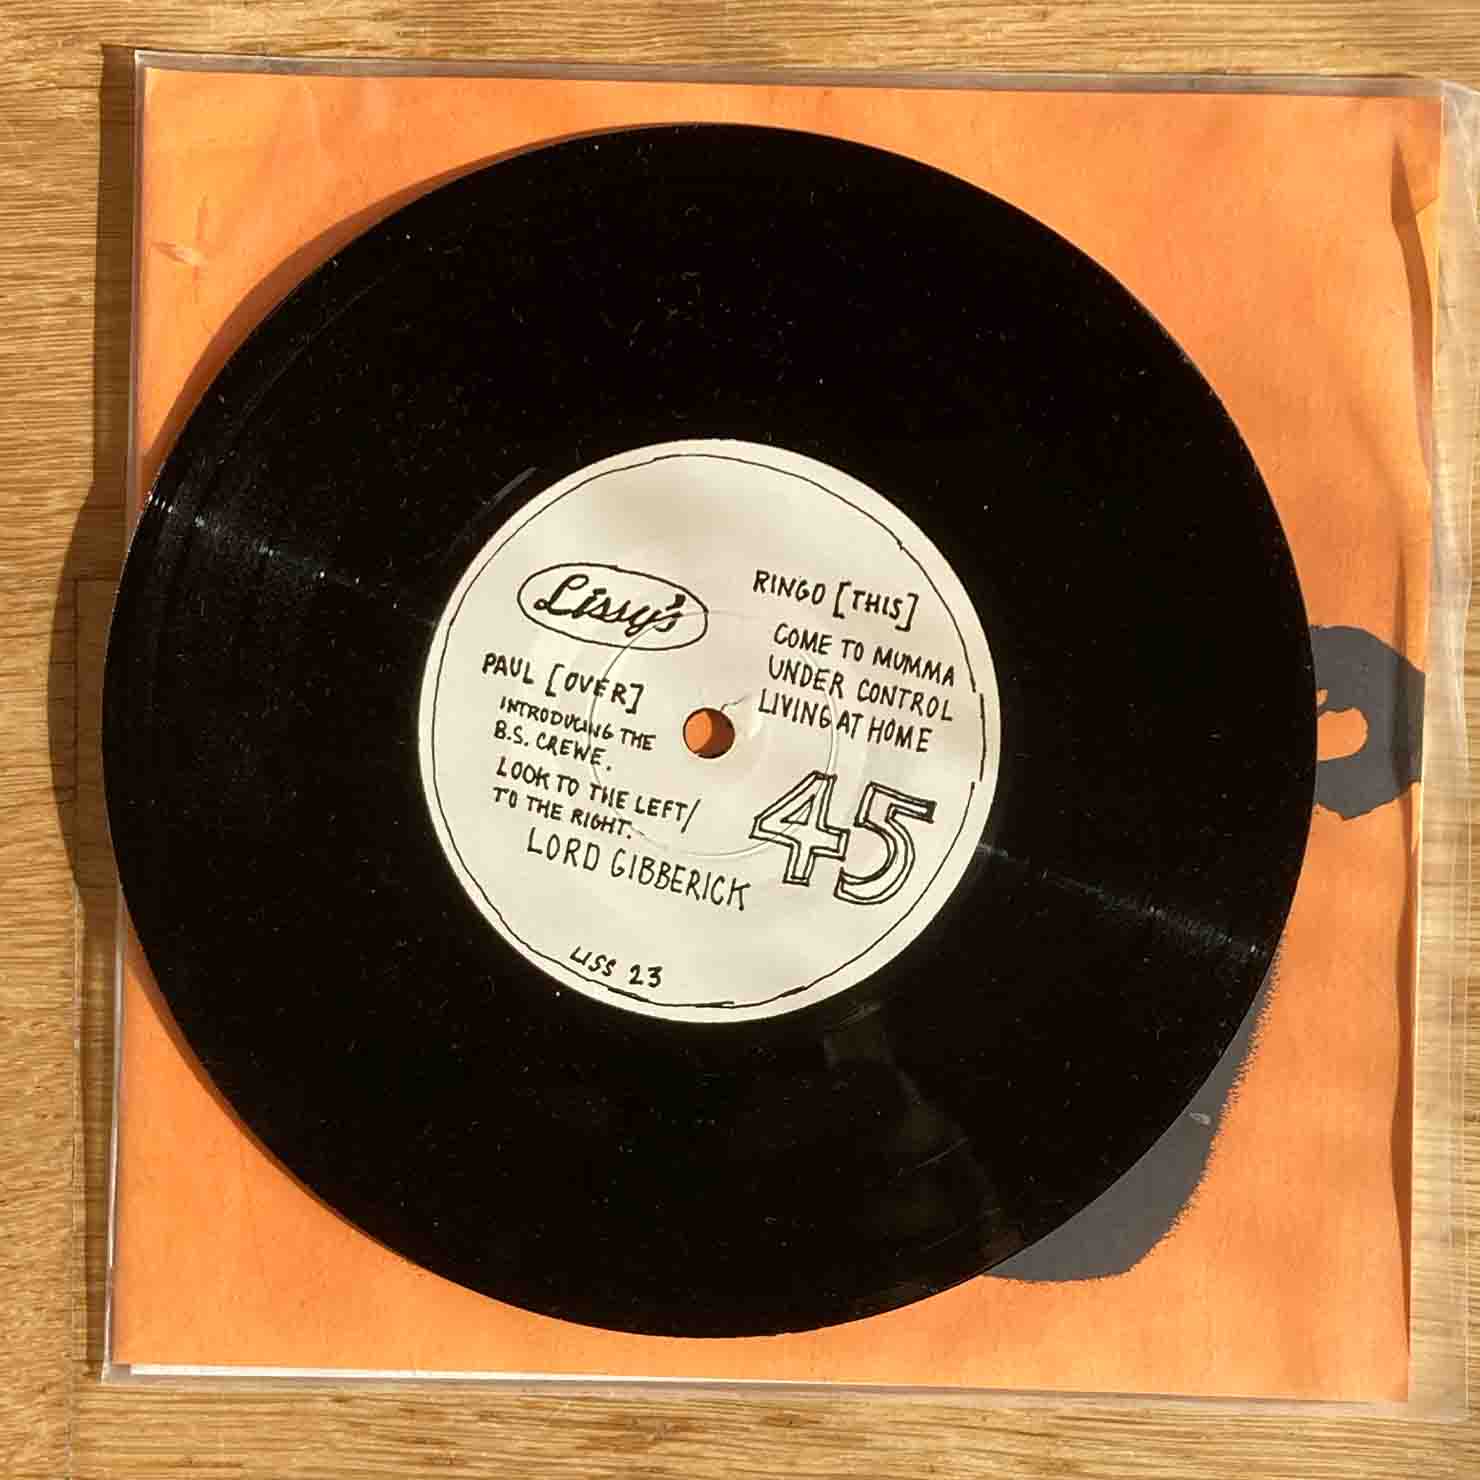 Lissy's
PAUL [OVER]
INTRODUCING THE
B.S. CREWE.
LOOK TO THE LEFT/
TO THE RIGHT.
LORD GIBBERICK
RINGO [THIS]
COME TO MUMMA
UNDER CONTROL
LIVING AT HOME
45
LISS 23